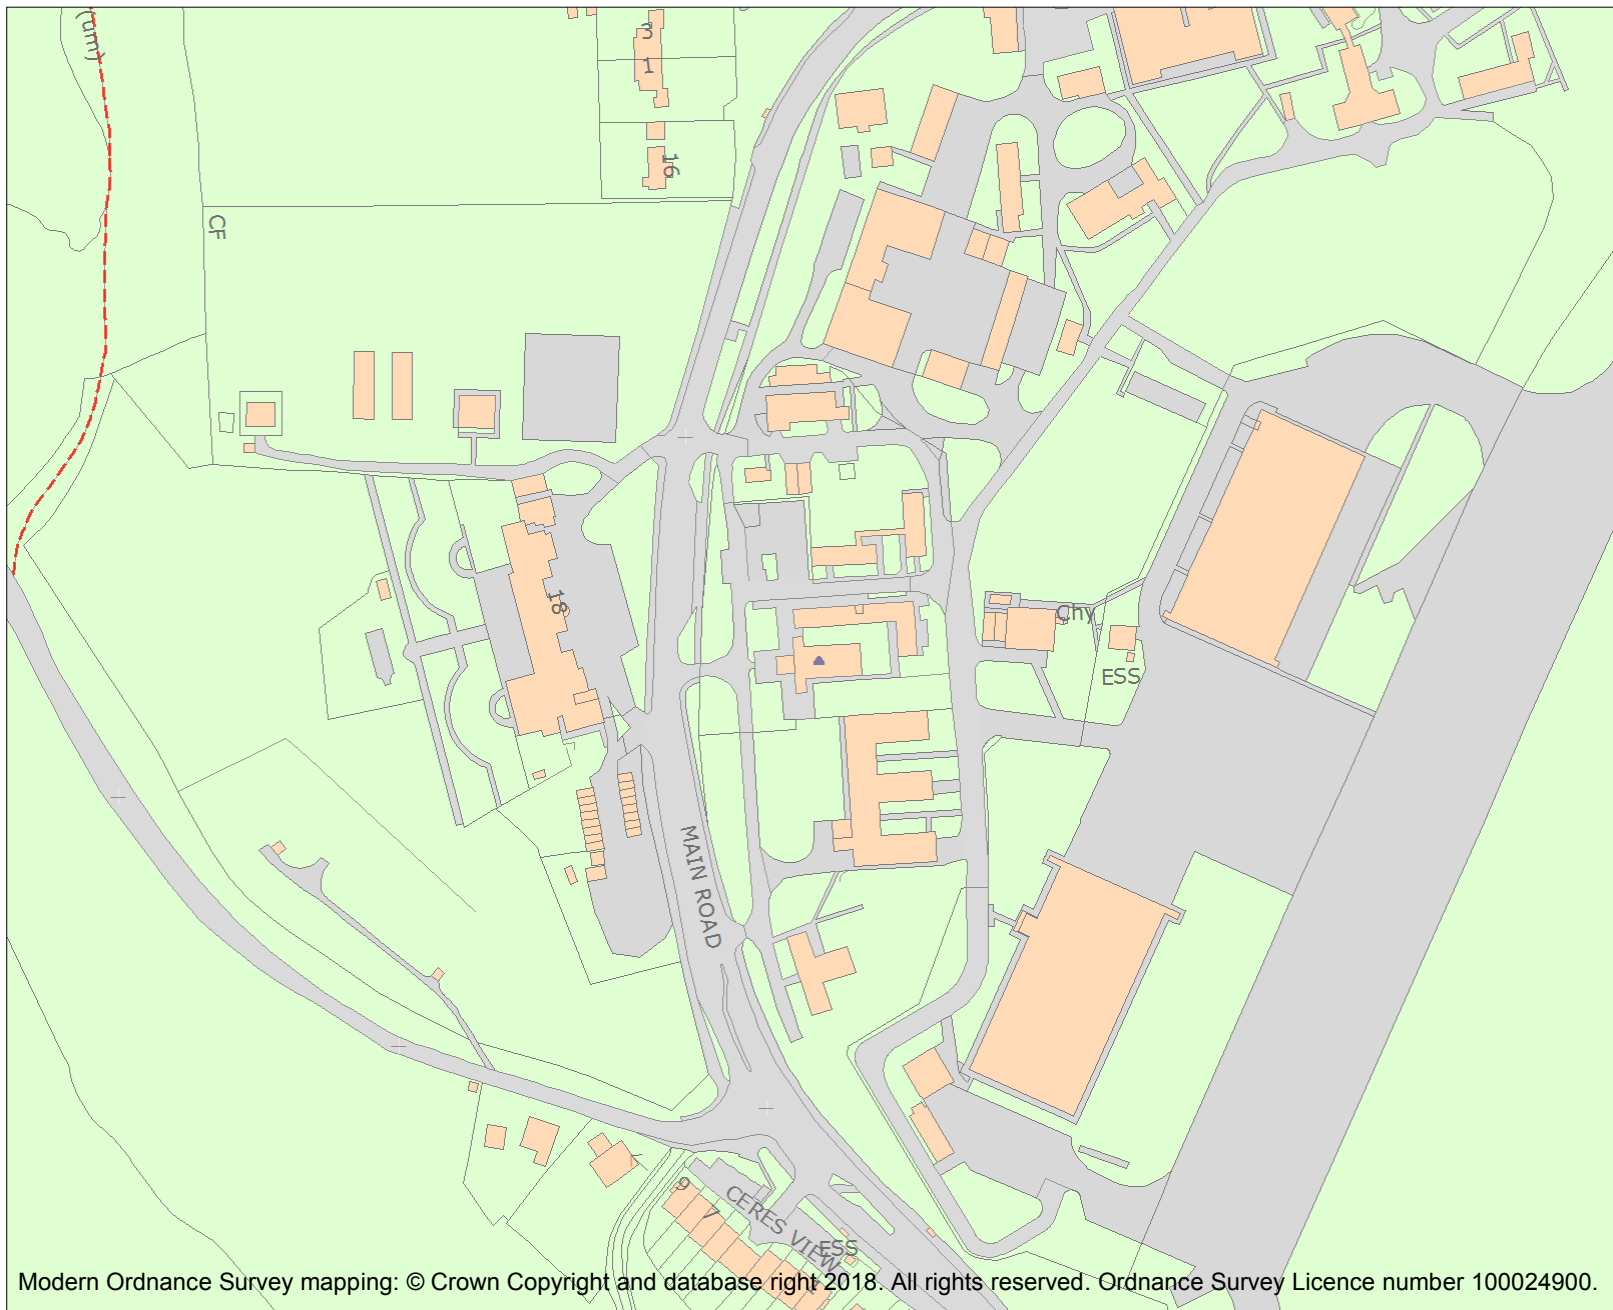 (um)
3
1
16
CF
18
Chy
ESS
MAIN ROAD
9
7
CERES VIEW
ESS
Modern Ordnance Survey mapping: © Crown Copyright and database right 2018. All rights reserved. Ordnance Survey Licence number 100024900.